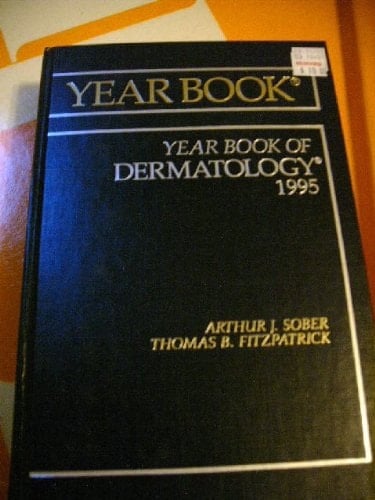 YEAR BOOK®
YEAR BOOK OF
DERMATOLOGY®
1995
ARTHUR J. SOBER
THOMAS B. FITZPATRICK